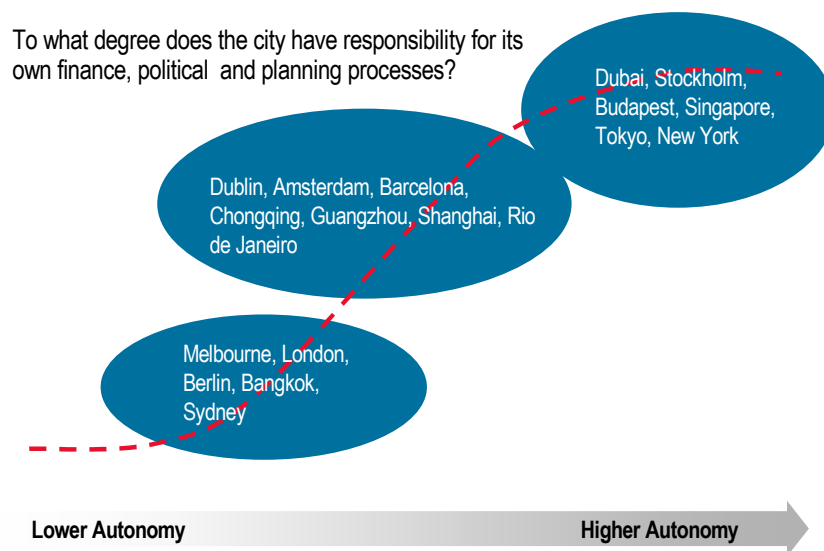 To what degree does the city have responsibility for its
own finance, political and planning processes?
Dubai, Stockholm,
Budapest, Singapore,
Tokyo, New York
Dublin, Amsterdam, Barcelona,
Chongqing, Guangzhou, Shanghai, Rio
de Janeiro
Melbourne, London,
Berlin, Bangkok,
Sydney
Lower Autonomy
Higher Autonomy